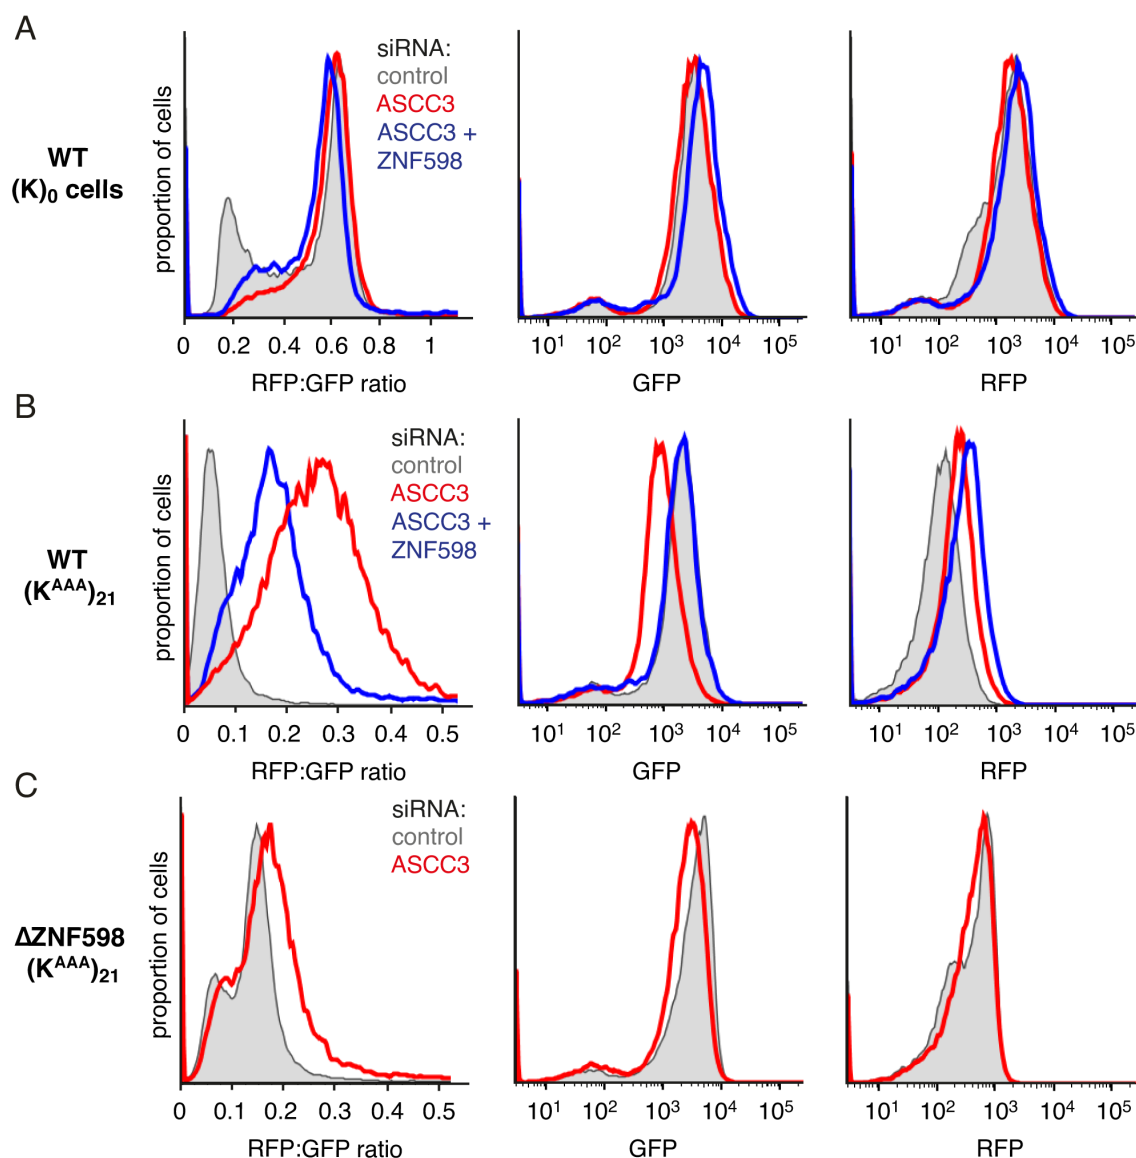 A
siRNA:
control
ASCC3
ASCC3 +
ZNF598
WT
(K)₀ cells
proportion of cells
0 0.2 0.4 0.6 0.8 1
RFP:GFP ratio
10¹ 10² 10³ 10⁴ 10⁵
GFP
10¹ 10² 10³ 10⁴ 10⁵
RFP
B
siRNA:
control
ASCC3
ASCC3 +
ZNF598
WT
(Kᴬᴬᴬ)₂₁
proportion of cells
0 0.1 0.2 0.3 0.4 0.5
RFP:GFP ratio
10¹ 10² 10³ 10⁴ 10⁵
GFP
10¹ 10² 10³ 10⁴ 10⁵
RFP
C
siRNA:
control
ASCC3
ΔZNF598
(Kᴬᴬᴬ)₂₁
proportion of cells
0 0.1 0.2 0.3 0.4 0.5
RFP:GFP ratio
10¹ 10² 10³ 10⁴ 10⁵
GFP
10¹ 10² 10³ 10⁴ 10⁵
RFP